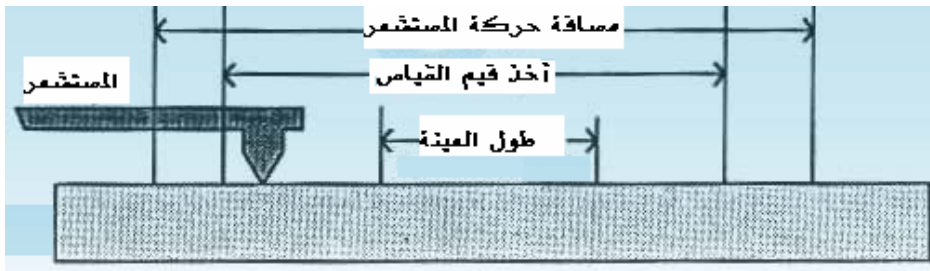 مسافة حركة المستشعر
أخذ قيم القياس
المستشعر
طول العينة